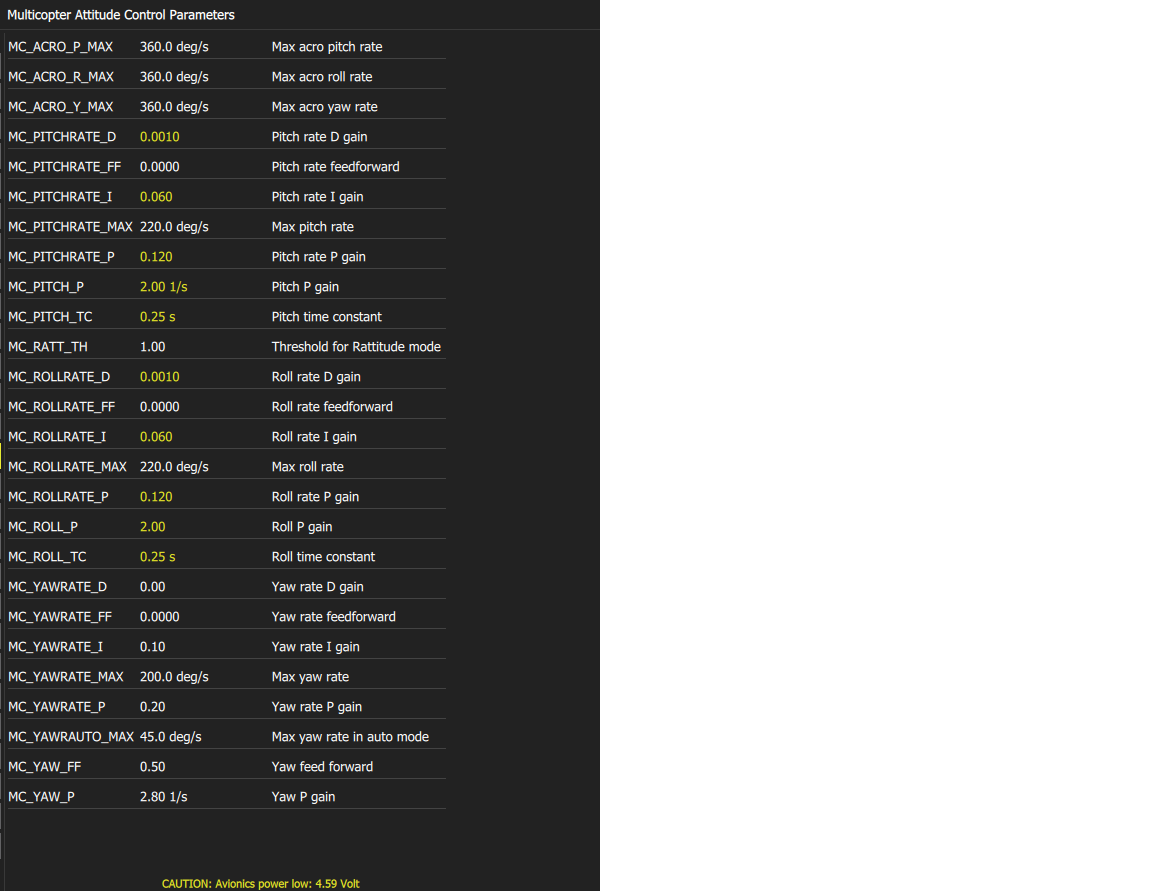 Multicopter Attitude Control Parameters
MC_ACRO_P_MAX 360.0 deg/s Max acro pitch rate
MC_ACRO_R_MAX 360.0 deg/s Max acro roll rate
MC_ACRO_Y_MAX 360.0 deg/s Max acro yaw rate
MC_PITCHRATE_D 0.0010 Pitch rate D gain
MC_PITCHRATE_FF 0.0000 Pitch rate feedforward
MC_PITCHRATE_I 0.060 Pitch rate I gain
MC_PITCHRATE_MAX 220.0 deg/s Max pitch rate
MC_PITCHRATE_P 0.120 Pitch rate P gain
MC_PITCH_P 2.00 1/s Pitch P gain
MC_PITCH_TC 0.25 s Pitch time constant
MC_RATT_TH 1.00 Threshold for Rattitude mode
MC_ROLLRATE_D 0.0010 Roll rate D gain
MC_ROLLRATE_FF 0.0000 Roll rate feedforward
MC_ROLLRATE_I 0.060 Roll rate I gain
MC_ROLLRATE_MAX 220.0 deg/s Max roll rate
MC_ROLLRATE_P 0.120 Roll rate P gain
MC_ROLL_P 2.00 Roll P gain
MC_ROLL_TC 0.25 s Roll time constant
MC_YAWRATE_D 0.00 Yaw rate D gain
MC_YAWRATE_FF 0.0000 Yaw rate feedforward
MC_YAWRATE_I 0.10 Yaw rate I gain
MC_YAWRATE_MAX 200.0 deg/s Max yaw rate
MC_YAWRATE_P 0.20 Yaw rate P gain
MC_YAWRAUTO_MAX 45.0 deg/s Max yaw rate in auto mode
MC_YAW_FF 0.50 Yaw feed forward
MC_YAW_P 2.80 1/s Yaw P gain
CAUTION: Avionics power low: 4.59 Volt